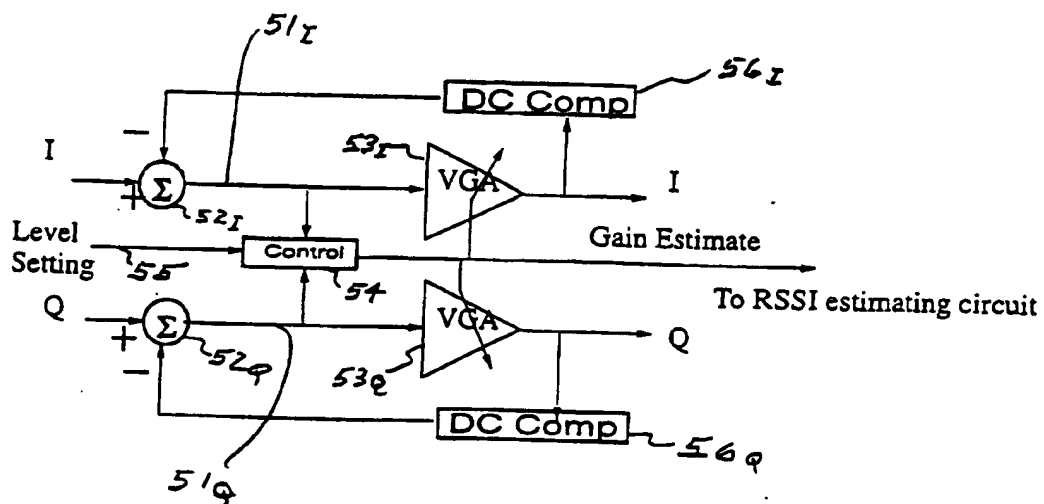 51I
56I
DC Comp
−
I
53I
VGA
I
+
Σ
52I
Level
Setting
55
Control
54
Gain Estimate
To RSSI estimating circuit
Q
Σ
+
−
52Q
VGA
53Q
Q
DC Comp
56Q
51Q